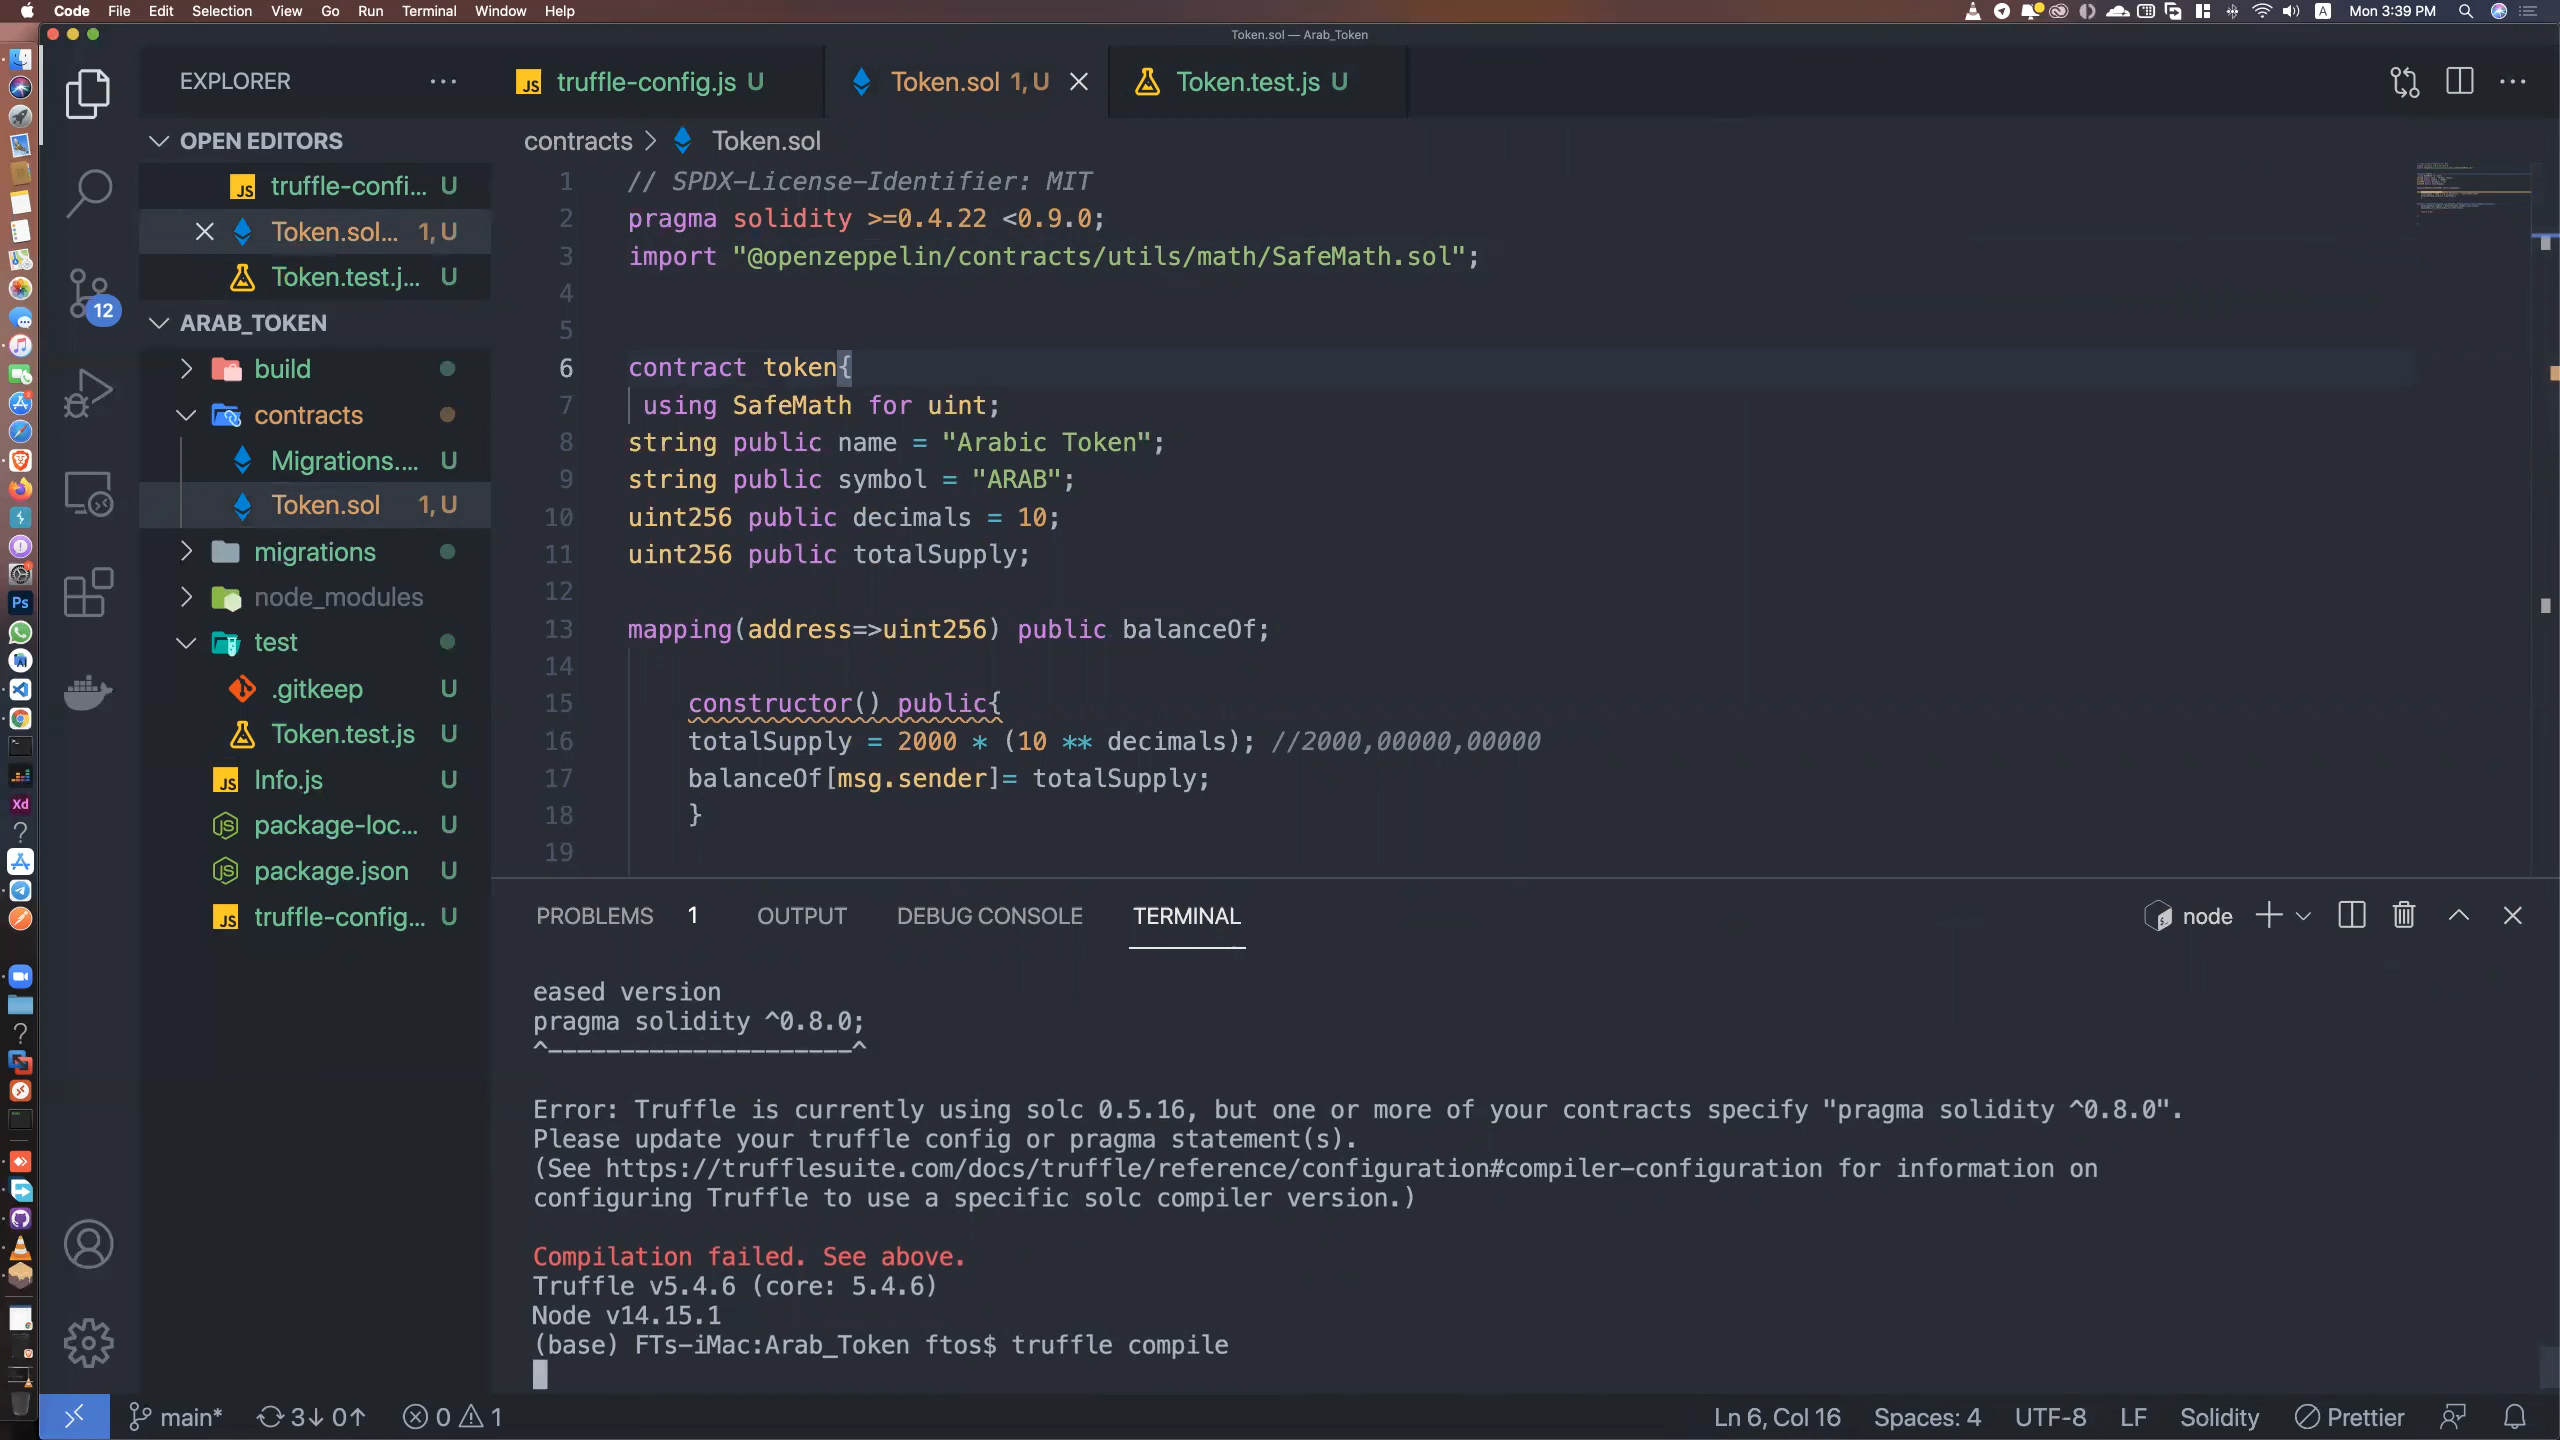 Code File Edit Selection View Go Run Terminal Window Help
A Mon 3:39 PM
Token.sol — Arab_Token
EXPLORER
truffle-config.js U
Token.sol 1, U
Token.test.js U
OPEN EDITORS
truffle-confi... U
Token.sol... 1, U
Token.test.j... U
ARAB_TOKEN
build
contracts
Migrations.... U
Token.sol 1, U
migrations
node_modules
test
.gitkeep U
Token.test.js U
Info.js U
package-loc... U
package.json U
truffle-config... U
12
contracts > Token.sol
1 // SPDX-License-Identifier: MIT
2 pragma solidity >=0.4.22 <0.9.0;
3 import "@openzeppelin/contracts/utils/math/SafeMath.sol";
4
5
6 contract token{
7 using SafeMath for uint;
8 string public name = "Arabic Token";
9 string public symbol = "ARAB";
10 uint256 public decimals = 10;
11 uint256 public totalSupply;
12
13 mapping(address=>uint256) public balanceOf;
14
15 constructor() public{
16 totalSupply = 2000 * (10 ** decimals); //2000,00000,00000
17 balanceOf[msg.sender]= totalSupply;
18 }
19
PROBLEMS 1 OUTPUT DEBUG CONSOLE TERMINAL
node
eased version
pragma solidity ^0.8.0;
^---------------------^
Error: Truffle is currently using solc 0.5.16, but one or more of your contracts specify "pragma solidity ^0.8.0".
Please update your truffle config or pragma statement(s).
(See https://trufflesuite.com/docs/truffle/reference/configuration#compiler-configuration for information on
configuring Truffle to use a specific solc compiler version.)
Compilation failed. See above.
Truffle v5.4.6 (core: 5.4.6)
Node v14.15.1
(base) FTs-iMac:Arab_Token ftos$ truffle compile
main* 3↓ 0↑ 0 1
Ln 6, Col 16 Spaces: 4 UTF-8 LF Solidity Prettier
Ps
Xd